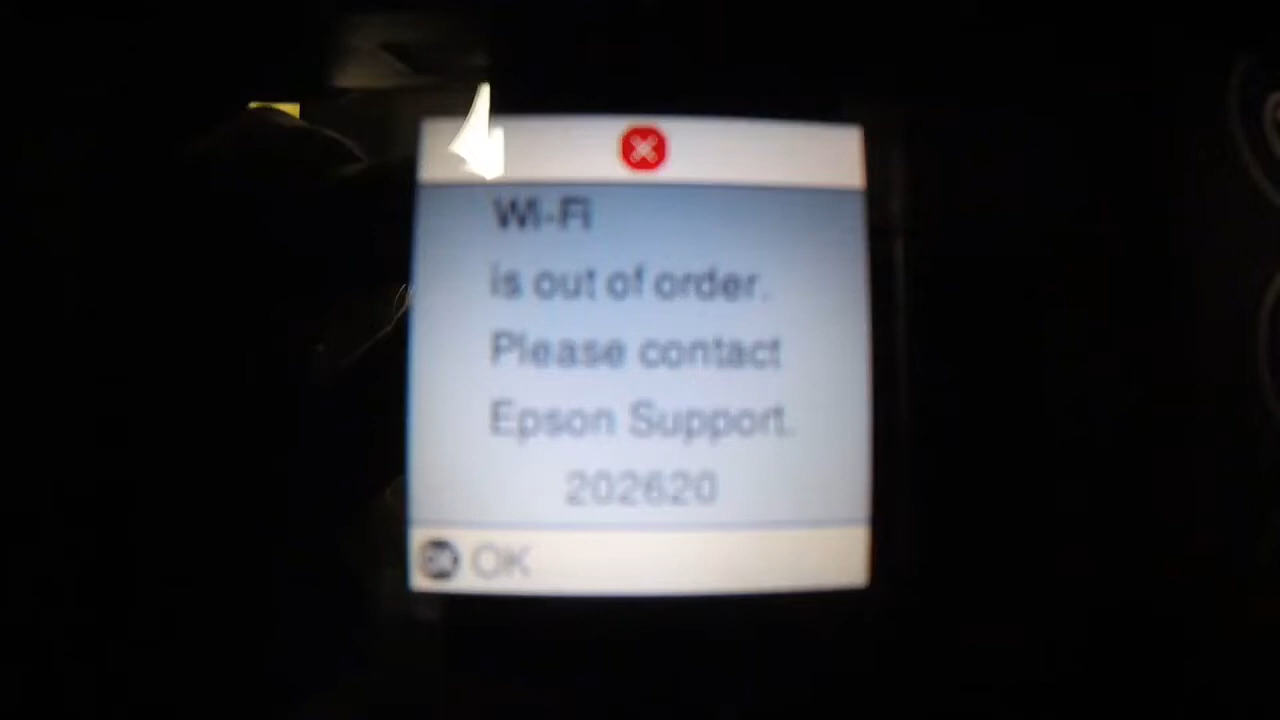 Wi-Fi
is out of order.
Please contact
Epson Support.
202620
OK